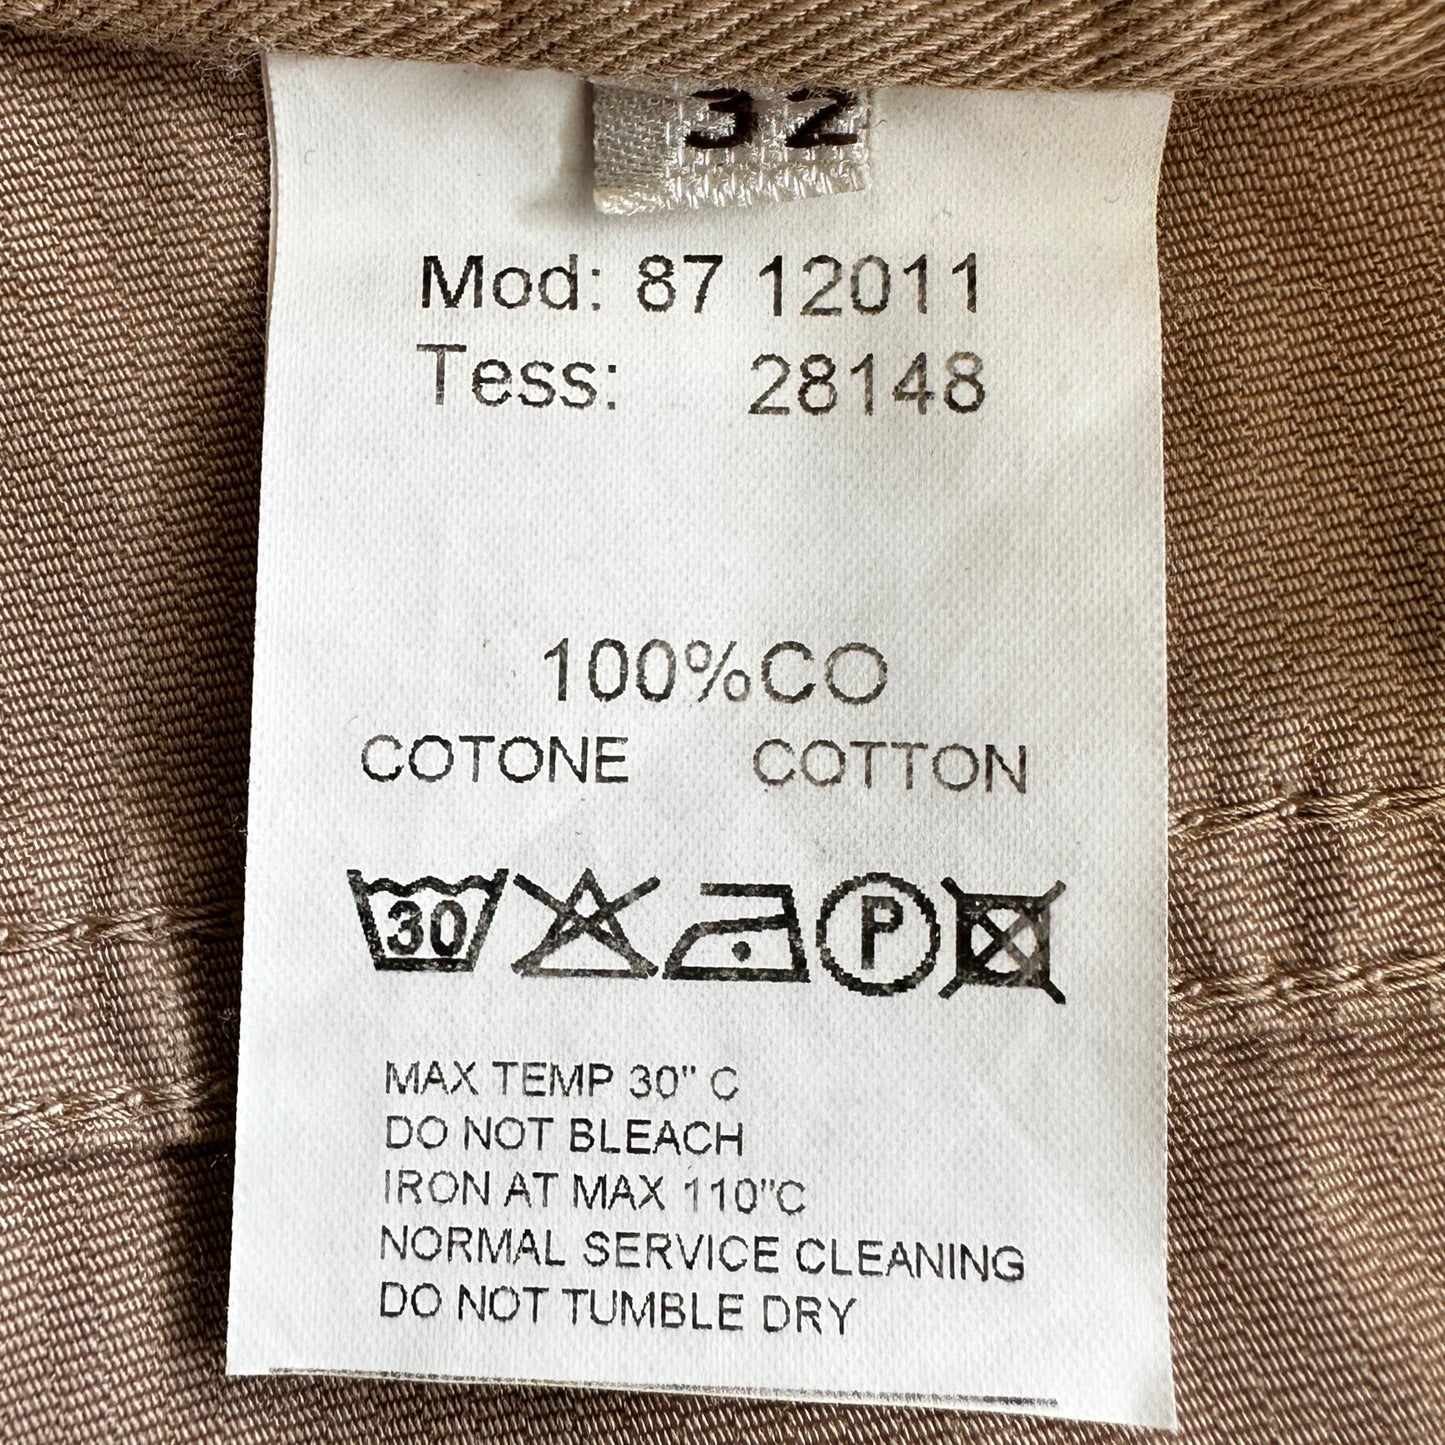 32
Mod: 87 12011
Tess: 28148
100%CO
COTONE COTTON
30 P
MAX TEMP 30" C
DO NOT BLEACH
IRON AT MAX 110"C
NORMAL SERVICE CLEANING
DO NOT TUMBLE DRY